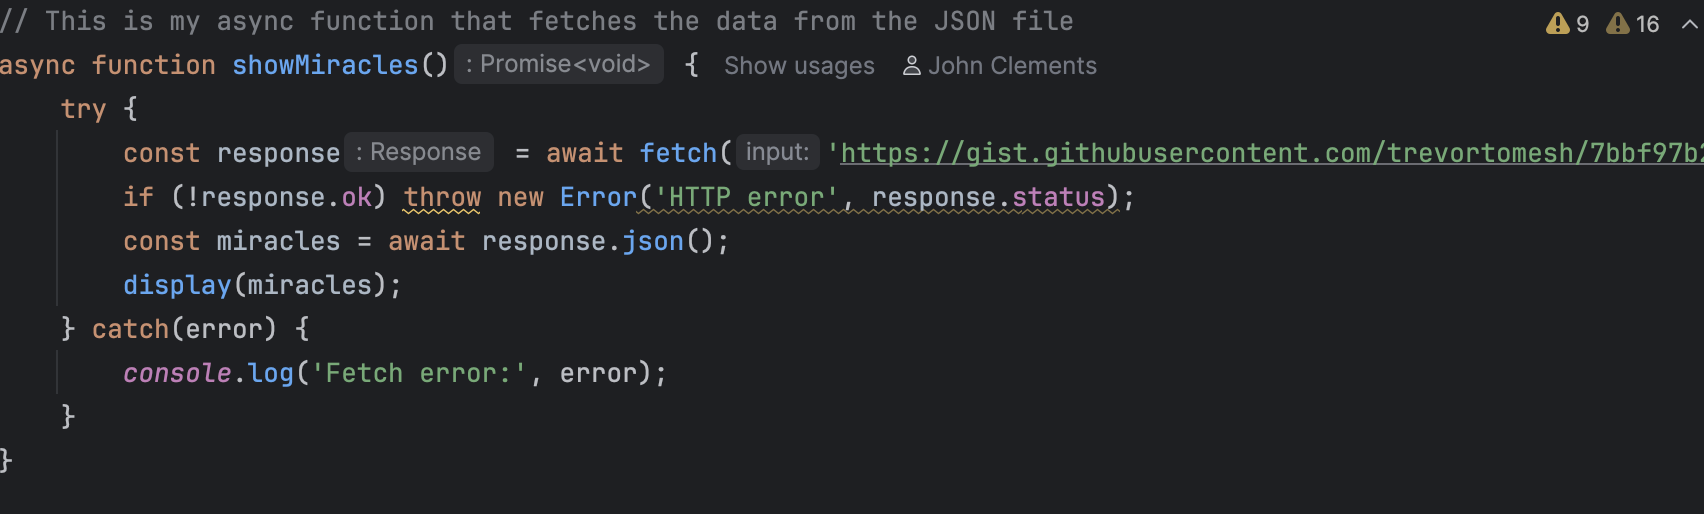 // This is my async function that fetches the data from the JSON file
9 16
async function showMiracles() : Promise<void> { Show usages John Clements
try {
const response : Response = await fetch( input: 'https://gist.githubusercontent.com/trevortomesh/7bbf97b2
if (!response.ok) throw new Error('HTTP error', response.status);
const miracles = await response.json();
display(miracles);
} catch(error) {
console.log('Fetch error:', error);
}
}